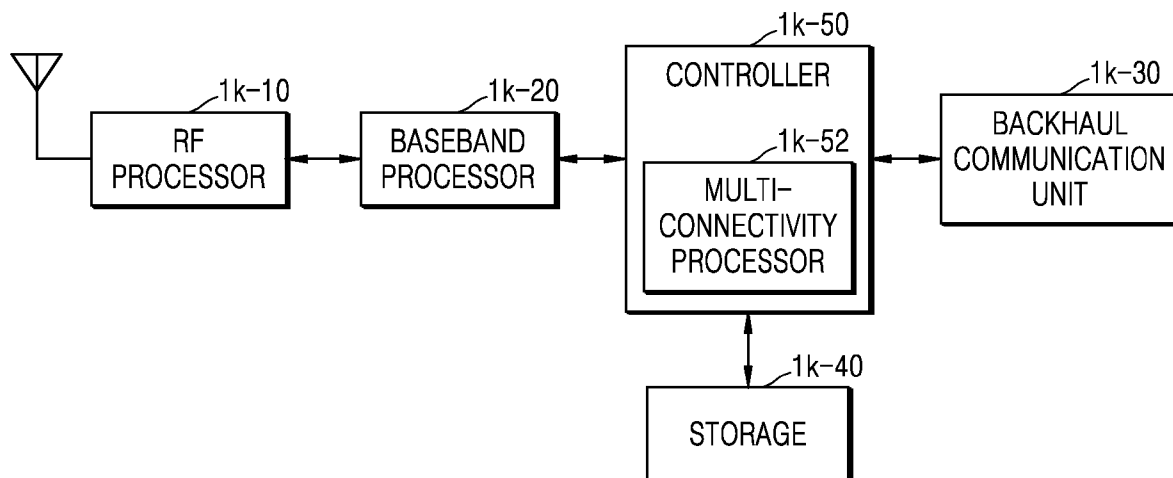 1k-50
CONTROLLER
1k-10
RF
PROCESSOR
1k-20
BASEBAND
PROCESSOR
1k-52
MULTI-
CONNECTIVITY
PROCESSOR
1k-30
BACKHAUL
COMMUNICATION
UNIT
1k-40
STORAGE